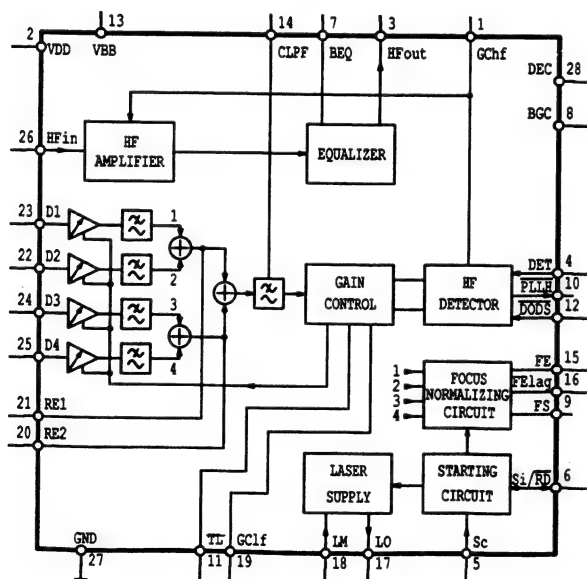 13 14 7 3 1
2 VDD VBB CLPF BEQ HFout GChf
DEC 28
BGC 8
26 HFin HF AMPLIFIER EQUALIZER
23 D1 1
22 D2 2
24 D3 3
25 D4 4
GAIN CONTROL
HF DETECTOR
DET 4
PLLH 10
DODS 12
21 RE1
20 RE2
1
2
3
4
FOCUS NORMALIZING CIRCUIT
FE 15
FElag 16
FS 9
LASER SUPPLY
STARTING CIRCUIT
Si/RD 6
GND TL GClf LM LO Sc
27 11 19 18 17 5